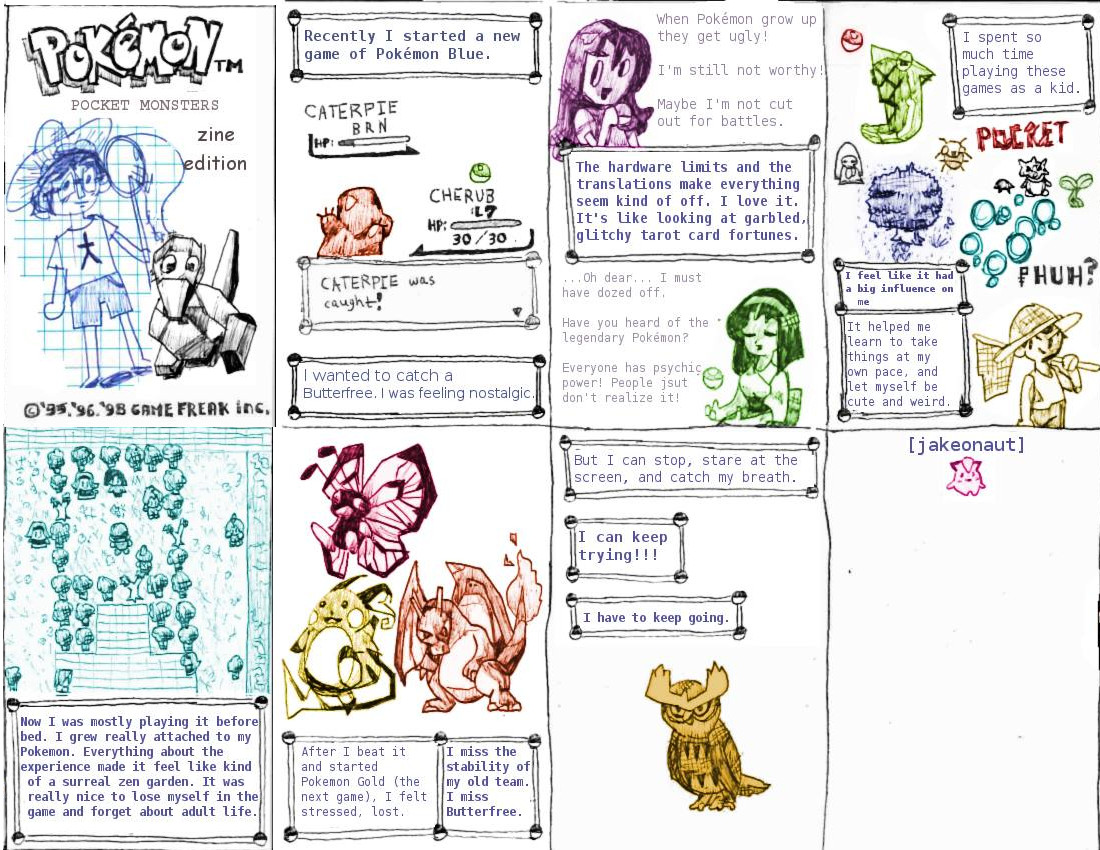 POKéMON TM
POCKET MONSTERS
zine
edition
大
©'95,'96,'98 GAME FREAK inc.
Recently I started a new
game of Pokémon Blue.
CATERPIE
BRN
HP:
CHERUB
:L7
HP:
30/30
CATERPIE was
caught!
I wanted to catch a
Butterfree. I was feeling nostalgic.
When Pokémon grow up
they get ugly!
I'm still not worthy!
Maybe I'm not cut
out for battles.
The hardware limits and the
translations make everything
seem kind of off. I love it.
It's like looking at garbled,
glitchy tarot card fortunes.
...Oh dear... I must
have dozed off.
Have you heard of the
legendary Pokémon?
Everyone has psychic
power! People jsut
don't realize it!
I spent so
much time
playing these
games as a kid.
POCKET
PHUH?
I feel like it had
a big influence on
me
It helped me
learn to take
things at my
own pace, and
let myself be
cute and weird.
Now I was mostly playing it before
bed. I grew really attached to my
Pokemon. Everything about the
experience made it feel like kind
of a surreal zen garden. It was
really nice to lose myself in the
game and forget about adult life.
After I beat it
and started
Pokemon Gold (the
next game), I felt
stressed, lost.
I miss the
stability of
my old team.
I miss
Butterfree.
But I can stop, stare at the
screen, and catch my breath.
I can keep
trying!!!
I have to keep going.
[jakeonaut]